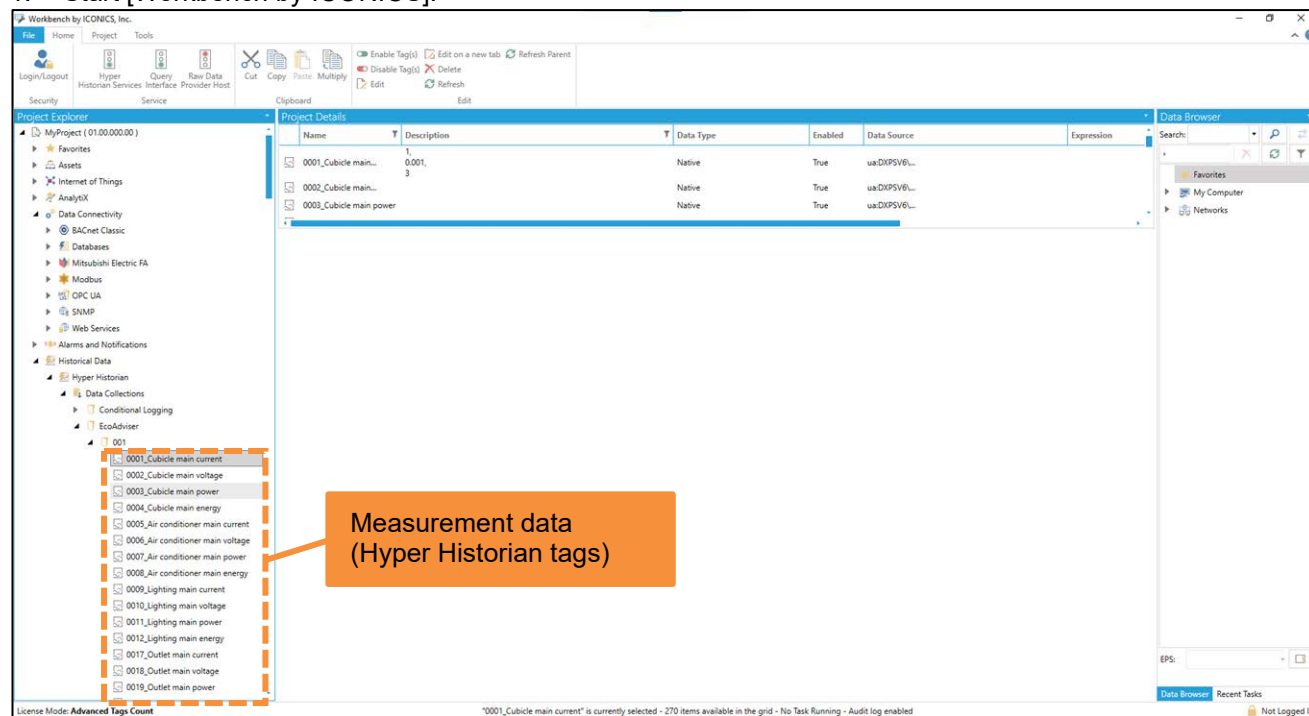 Start [Workbench by ICONICS].
Workbench by ICONICS, Inc.
File Home Project Tools
Login/Logout
Hyper Historian Services
Query Interface
Raw Data Provider Host
Cut Copy Paste Multiply
Enable Tag(s) Edit on a new tab Refresh Parent
Disable Tag(s) Delete
Edit Refresh
Security Service Clipboard Edit
Project Explorer
MyProject ( 01.00.000.00 )
Favorites
Assets
Internet of Things
AnalytiX
Data Connectivity
BACnet Classic
Databases
Mitsubishi Electric FA
Modbus
OPC UA
SNMP
Web Services
Alarms and Notifications
Historical Data
Hyper Historian
Data Collections
Conditional Logging
EcoAdviser
001
0001_Cubicle main current
0002_Cubicle main voltage
0003_Cubicle main power
0004_Cubicle main energy
0005_Air conditioner main current
0006_Air conditioner main voltage
0007_Air conditioner main power
0008_Air conditioner main energy
0009_Lighting main current
0010_Lighting main voltage
0011_Lighting main power
0012_Lighting main energy
0017_Outlet main current
0018_Outlet main voltage
0019_Outlet main power
Project Details
Name Description Data Type Enabled Data Source Expression
1,
0001_Cubicle main... 0.001, Native True ua:DXPSV6\...
3
0002_Cubicle main... Native True ua:DXPSV6\...
0003_Cubicle main power Native True ua:DXPSV6\...
Measurement data
(Hyper Historian tags)
Data Browser
Search:
Favorites
My Computer
Networks
EPS:
Data Browser Recent Tasks
License Mode: Advanced Tags Count
"0001_Cubicle main current" is currently selected - 270 items available in the grid - No Task Running - Audit log enabled
Not Logged